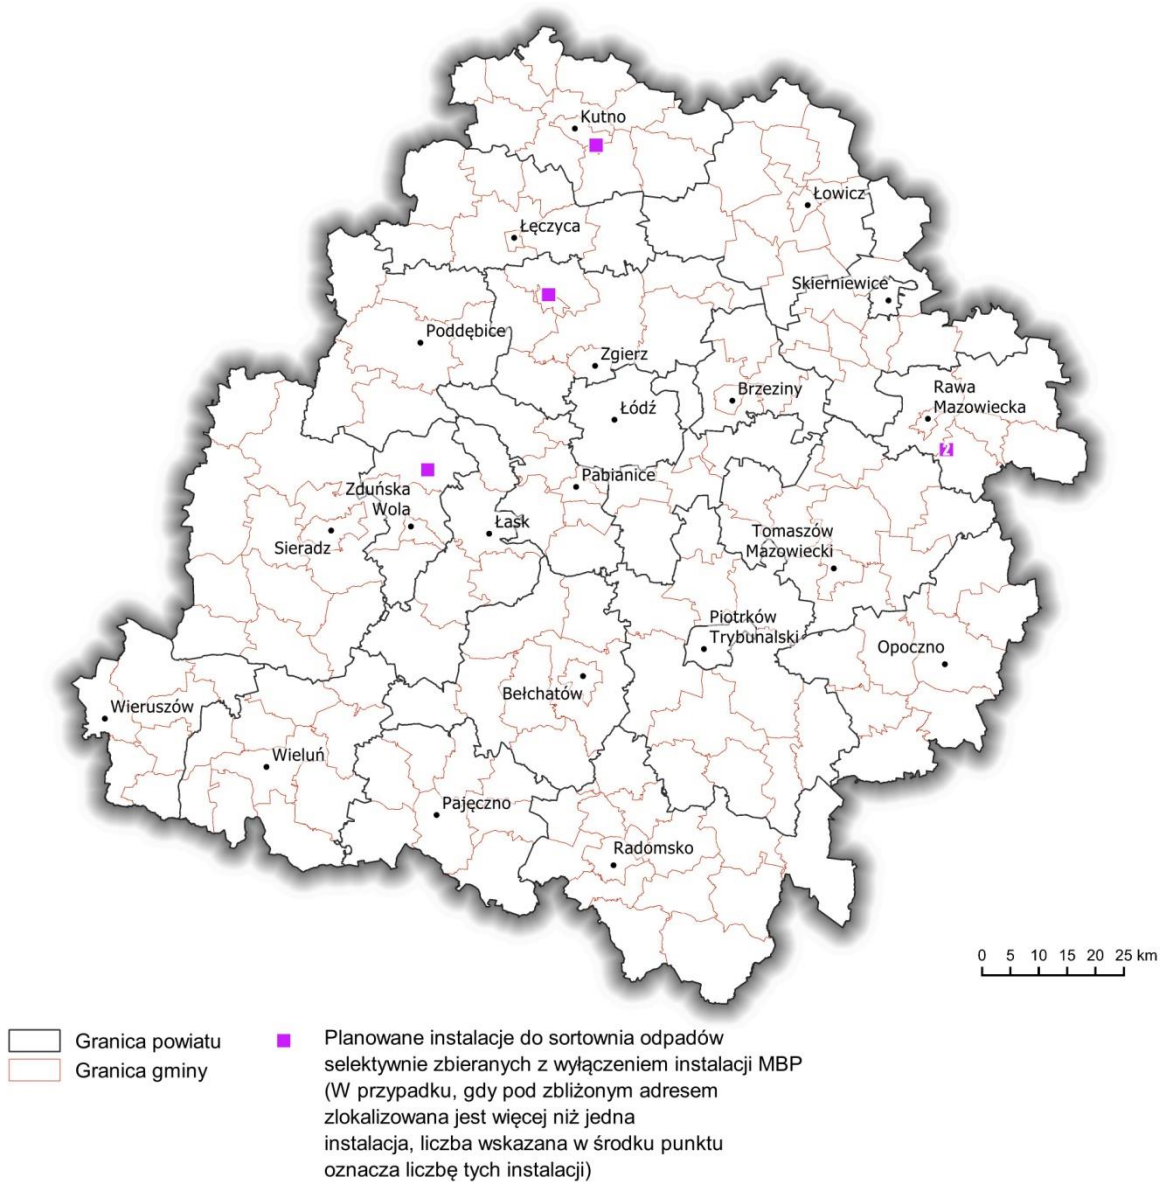 Kutno
Łowicz
Łęczyca
Skierniewice
Poddębice
Zgierz
Rawa
Mazowiecka
Brzeziny
Łódź
2
Pabianice
Zduńska
Wola
Łask
Sieradz
Tomaszów
Mazowiecki
Piotrków
Trybunalski
Opoczno
Bełchatów
Wieruszów
Wieluń
Pajęczno
Radomsko
0 5 10 15 20 25 km
Granica powiatu
Granica gminy
Planowane instalacje do sortownia odpadów
selektywnie zbieranych z wyłączeniem instalacji MBP
(W przypadku, gdy pod zbliżonym adresem
zlokalizowana jest więcej niż jedna
instalacja, liczba wskazana w środku punktu
oznacza liczbę tych instalacji)